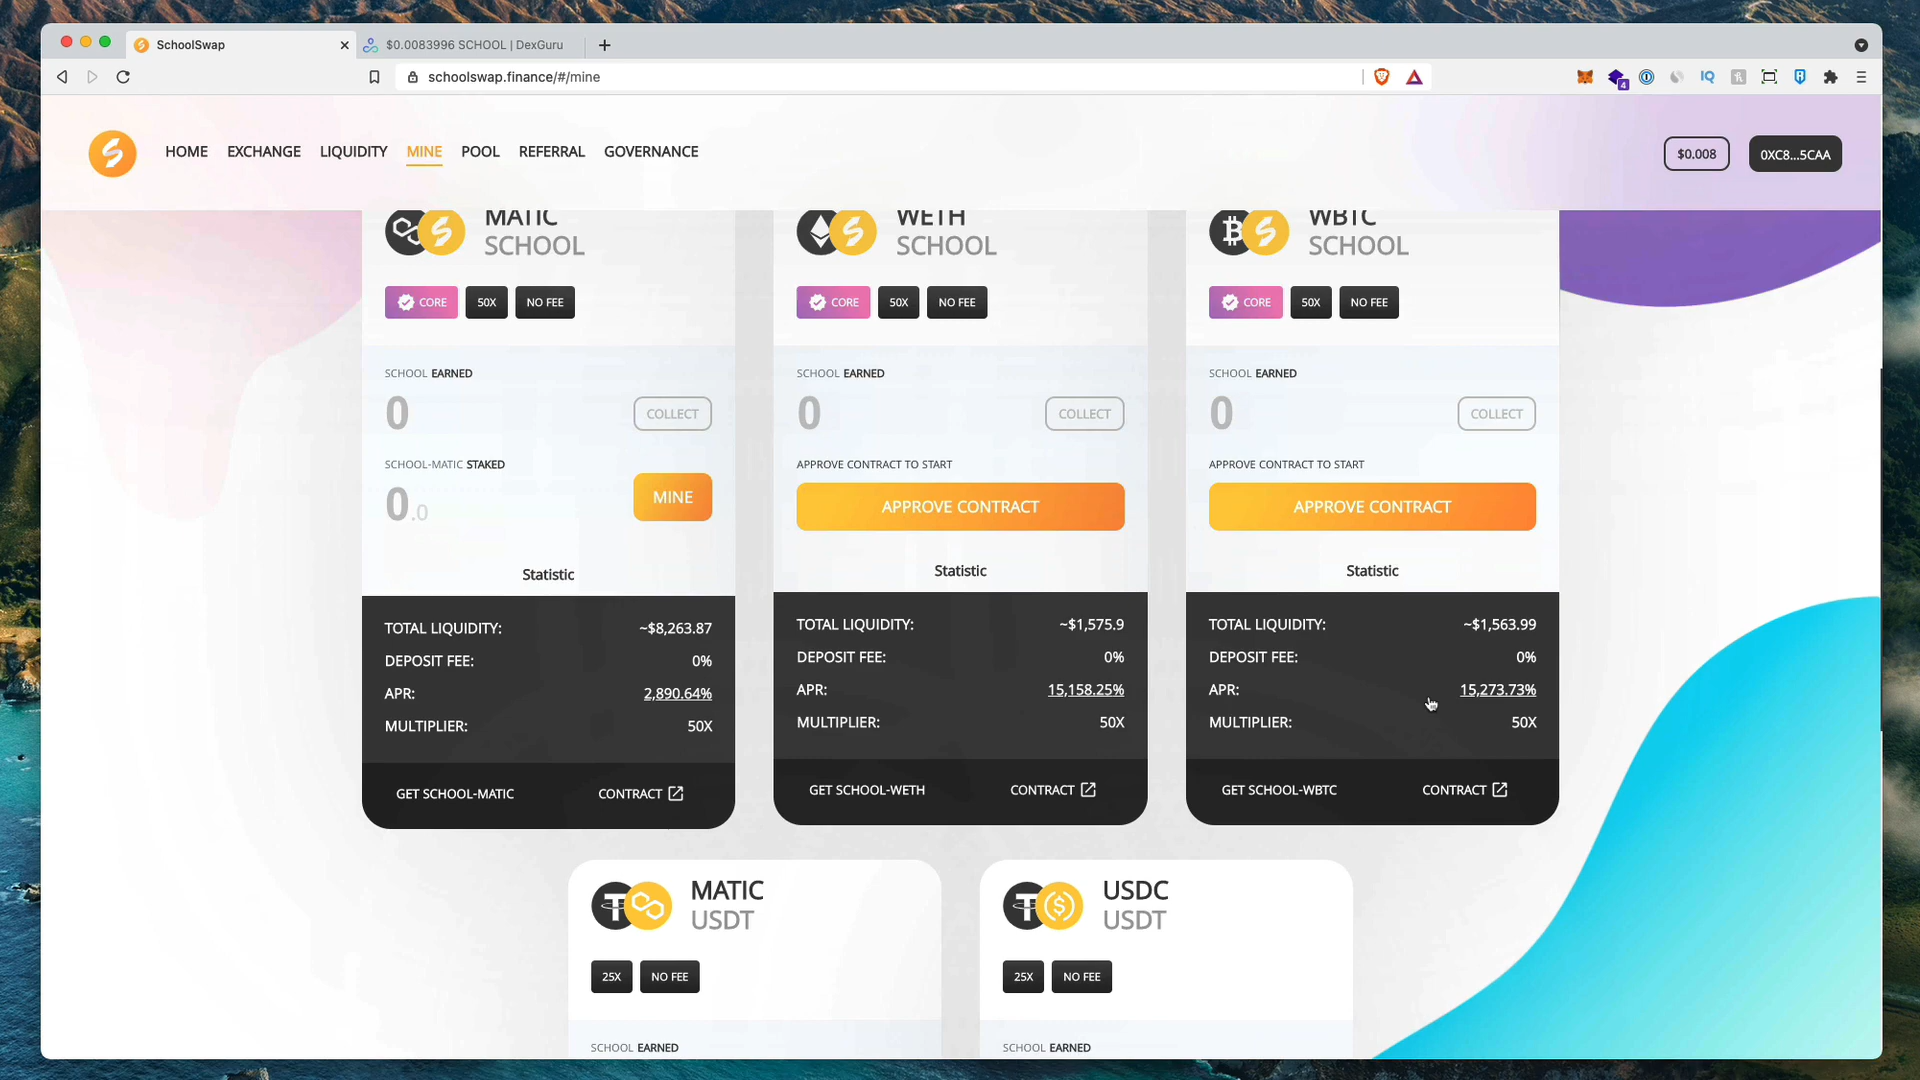 SchoolSwap
$0.0083996 SCHOOL | DexGuru
schoolswap.finance/#/mine
IQ
4
HOME
EXCHANGE
LIQUIDITY
MINE
POOL
REFERRAL
GOVERNANCE
$0.008
0XC8...5CAA
MATIC
SCHOOL
CORE
50X
NO FEE
SCHOOL EARNED
0
COLLECT
SCHOOL-MATIC STAKED
0.0
MINE
Statistic
TOTAL LIQUIDITY: ~$8,263.87
DEPOSIT FEE: 0%
APR: 2,890.64%
MULTIPLIER: 50X
GET SCHOOL-MATIC
CONTRACT
WETH
SCHOOL
CORE
50X
NO FEE
SCHOOL EARNED
0
COLLECT
APPROVE CONTRACT TO START
APPROVE CONTRACT
Statistic
TOTAL LIQUIDITY: ~$1,575.9
DEPOSIT FEE: 0%
APR: 15,158.25%
MULTIPLIER: 50X
GET SCHOOL-WETH
CONTRACT
WBTC
SCHOOL
CORE
50X
NO FEE
SCHOOL EARNED
0
COLLECT
APPROVE CONTRACT TO START
APPROVE CONTRACT
Statistic
TOTAL LIQUIDITY: ~$1,563.99
DEPOSIT FEE: 0%
APR: 15,273.73%
MULTIPLIER: 50X
GET SCHOOL-WBTC
CONTRACT
MATIC
USDT
25X
NO FEE
SCHOOL EARNED
USDC
USDT
25X
NO FEE
SCHOOL EARNED